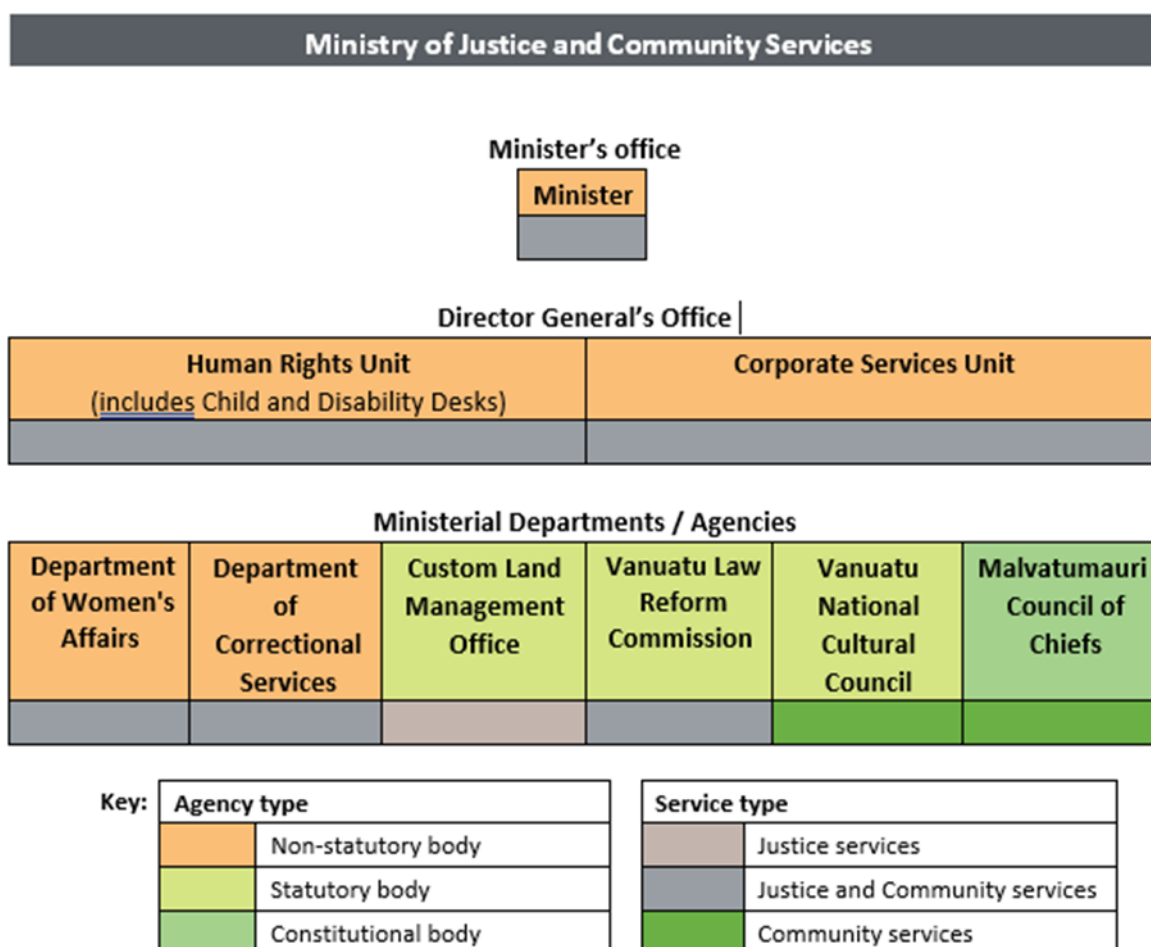 Ministry of Justice and Community Services
Minister's office
Minister
Director General's Office
Human Rights Unit
(includes Child and Disability Desks)
Corporate Services Unit
Ministerial Departments / Agencies
Department
of Women's
Affairs
Department
of
Correctional
Services
Custom Land
Management
Office
Vanuatu Law
Reform
Commission
Vanuatu
National
Cultural
Council
Malvatumauri
Council of
Chiefs
Key:
Agency type
Non-statutory body
Statutory body
Constitutional body
Service type
Justice services
Justice and Community services
Community services